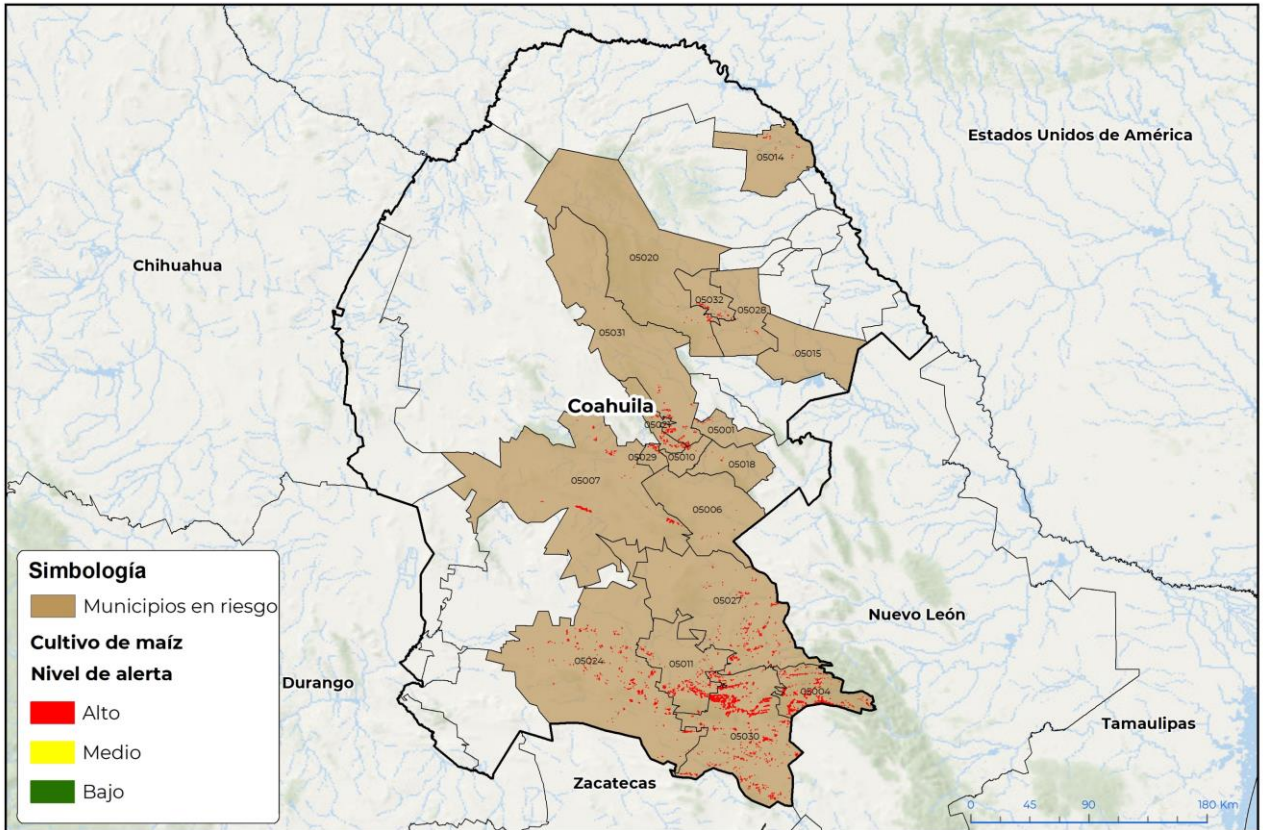 Estados Unidos de América
05014
Chihuahua
05020
05032
05028
05031
05015
Coahuila
05001
05029
05010
05018
05007
05006
Simbología
Municipios en riesgo
Cultivo de maíz
Nivel de alerta
Alto
Medio
Bajo
05027
Nuevo León
05024
05011
Durango
05004
Tamaulipas
05030
Zacatecas
0 45 90 180 Km